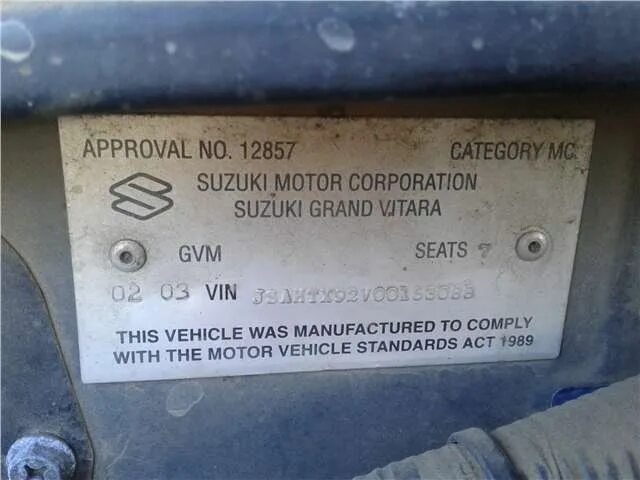 APPROVAL NO. 12857 CATEGORY MC
SUZUKI MOTOR CORPORATION
SUZUKI GRAND VITARA
GVM SEATS 7
02 03 VIN
THIS VEHICLE WAS MANUFACTURED TO COMPLY
WITH THE MOTOR VEHICLE STANDARDS ACT 1989